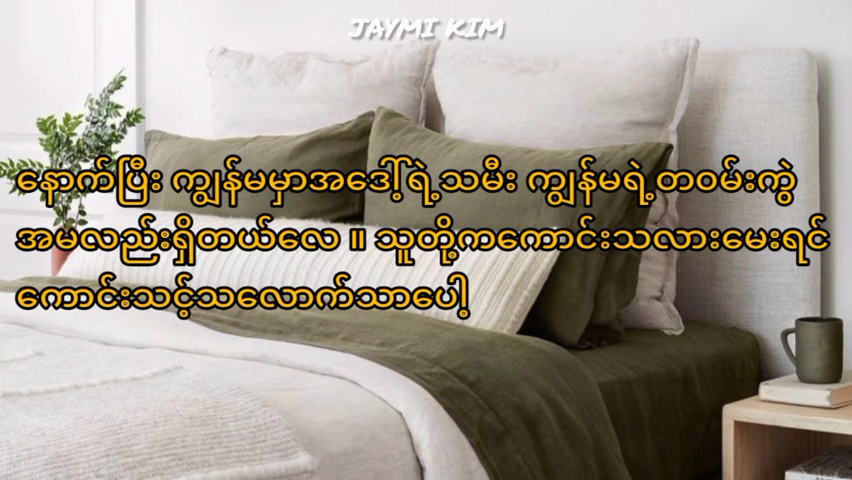 JAYMI KIM
နောက်ပြီး ကျွန်မမှာအဒေါ့်ရဲ့သမီး ကျွန်မရဲ့တဝမ်းကွဲ
အမလည်းရှိတယ်လေ ။ သူတို့ကကောင်းသလားမေးရင်
ကောင်းသင့်သလောက်သာပေါ့